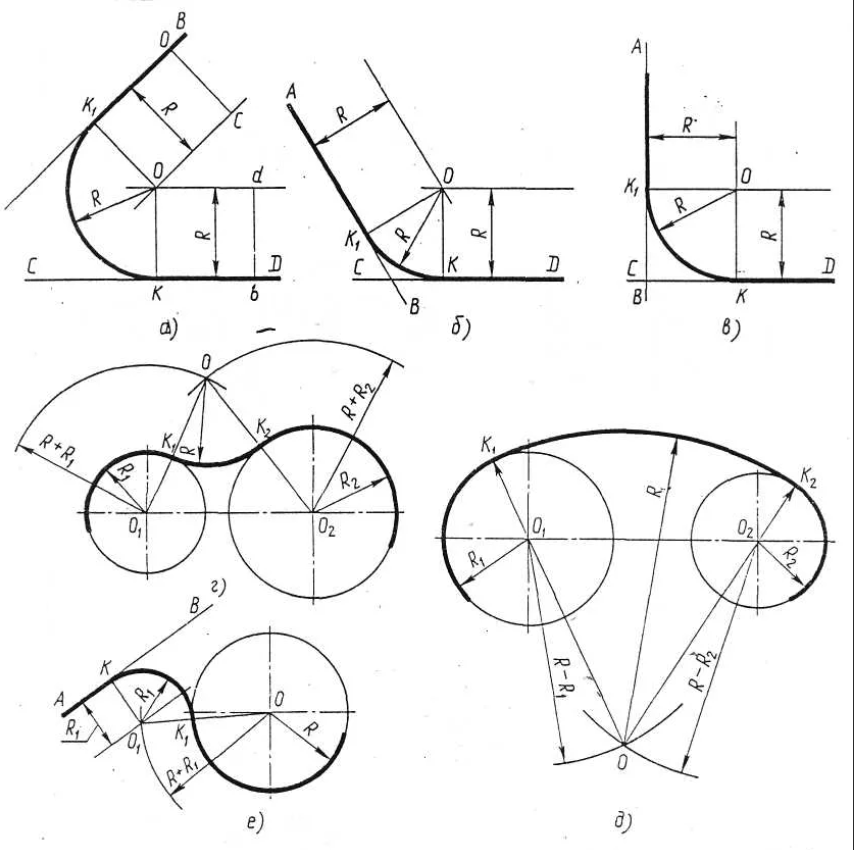 B
O
K₁
R
C
O
d
R
R
C
K
b
D
а)
A
R
O
K₁
R
R
C
K
D
B
б)
A
R
K₁
O
R
R
C
B
K
D
в)
O
R+R₁
R₁
K₁
R
K₂
R+R₂
R₂
O₁
O₂
г)
K₁
K₂
R
O₁
O₂
R₁
R₂
R−R₁
R−R₂
O
д)
B
K
A
R₁
R₁
O₁
K₁
O
R
R+R₁
е)